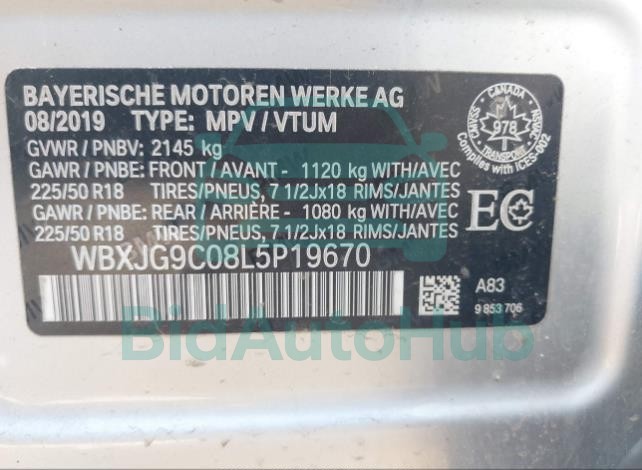 BAYERISCHE MOTOREN WERKE AG
08/2019 TYPE: MPV / VTUM
GVWR / PNBV: 2145 kg
GAWR / PNBE: FRONT / AVANT - 1120 kg WITH/AVEC
225/50 R18 TIRES/PNEUS, 7 1/2Jx18 RIMS/JANTES
GAWR / PNBE: REAR / ARRIÈRE - 1080 kg WITH/AVEC
225/50 R18 TIRES/PNEUS, 7 1/2Jx18 RIMS/JANTES
WBXJG9C08L5P19670
CANADA
978
TRANSPORT
Complies with ICES-002
EC
A83
9 853 706
BidAutoHub